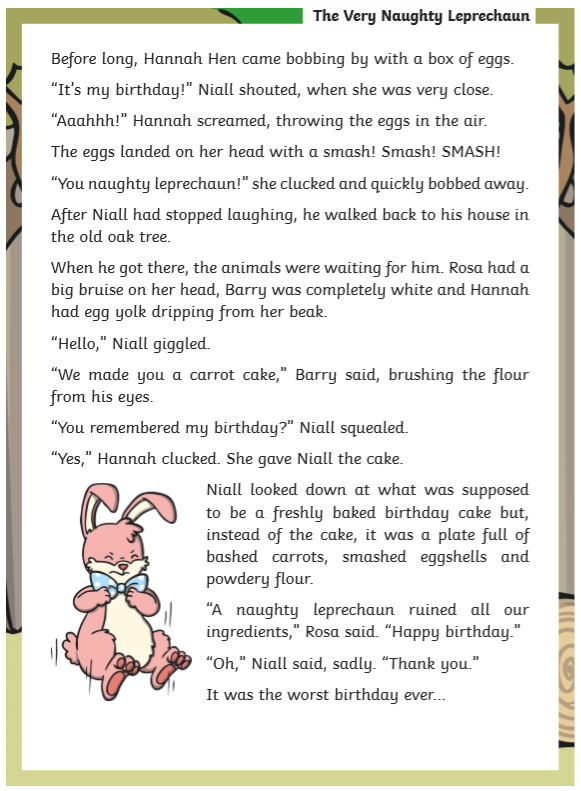 The Very Naughty Leprechaun
Before long, Hannah Hen came bobbing by with a box of eggs.
“It’s my birthday!” Niall shouted, when she was very close.
“Aaahhh!” Hannah screamed, throwing the eggs in the air.
The eggs landed on her head with a smash! Smash! SMASH!
“You naughty leprechaun!” she clucked and quickly bobbed away.
After Niall had stopped laughing, he walked back to his house in
the old oak tree.
When he got there, the animals were waiting for him. Rosa had a
big bruise on her head, Barry was completely white and Hannah
had egg yolk dripping from her beak.
“Hello,” Niall giggled.
“We made you a carrot cake,” Barry said, brushing the flour
from his eyes.
“You remembered my birthday?” Niall squealed.
“Yes,” Hannah clucked. She gave Niall the cake.
Niall looked down at what was supposed
to be a freshly baked birthday cake but,
instead of the cake, it was a plate full of
bashed carrots, smashed eggshells and
powdery flour.
“A naughty leprechaun ruined all our
ingredients,” Rosa said. “Happy birthday.”
“Oh,” Niall said, sadly. “Thank you.”
It was the worst birthday ever...